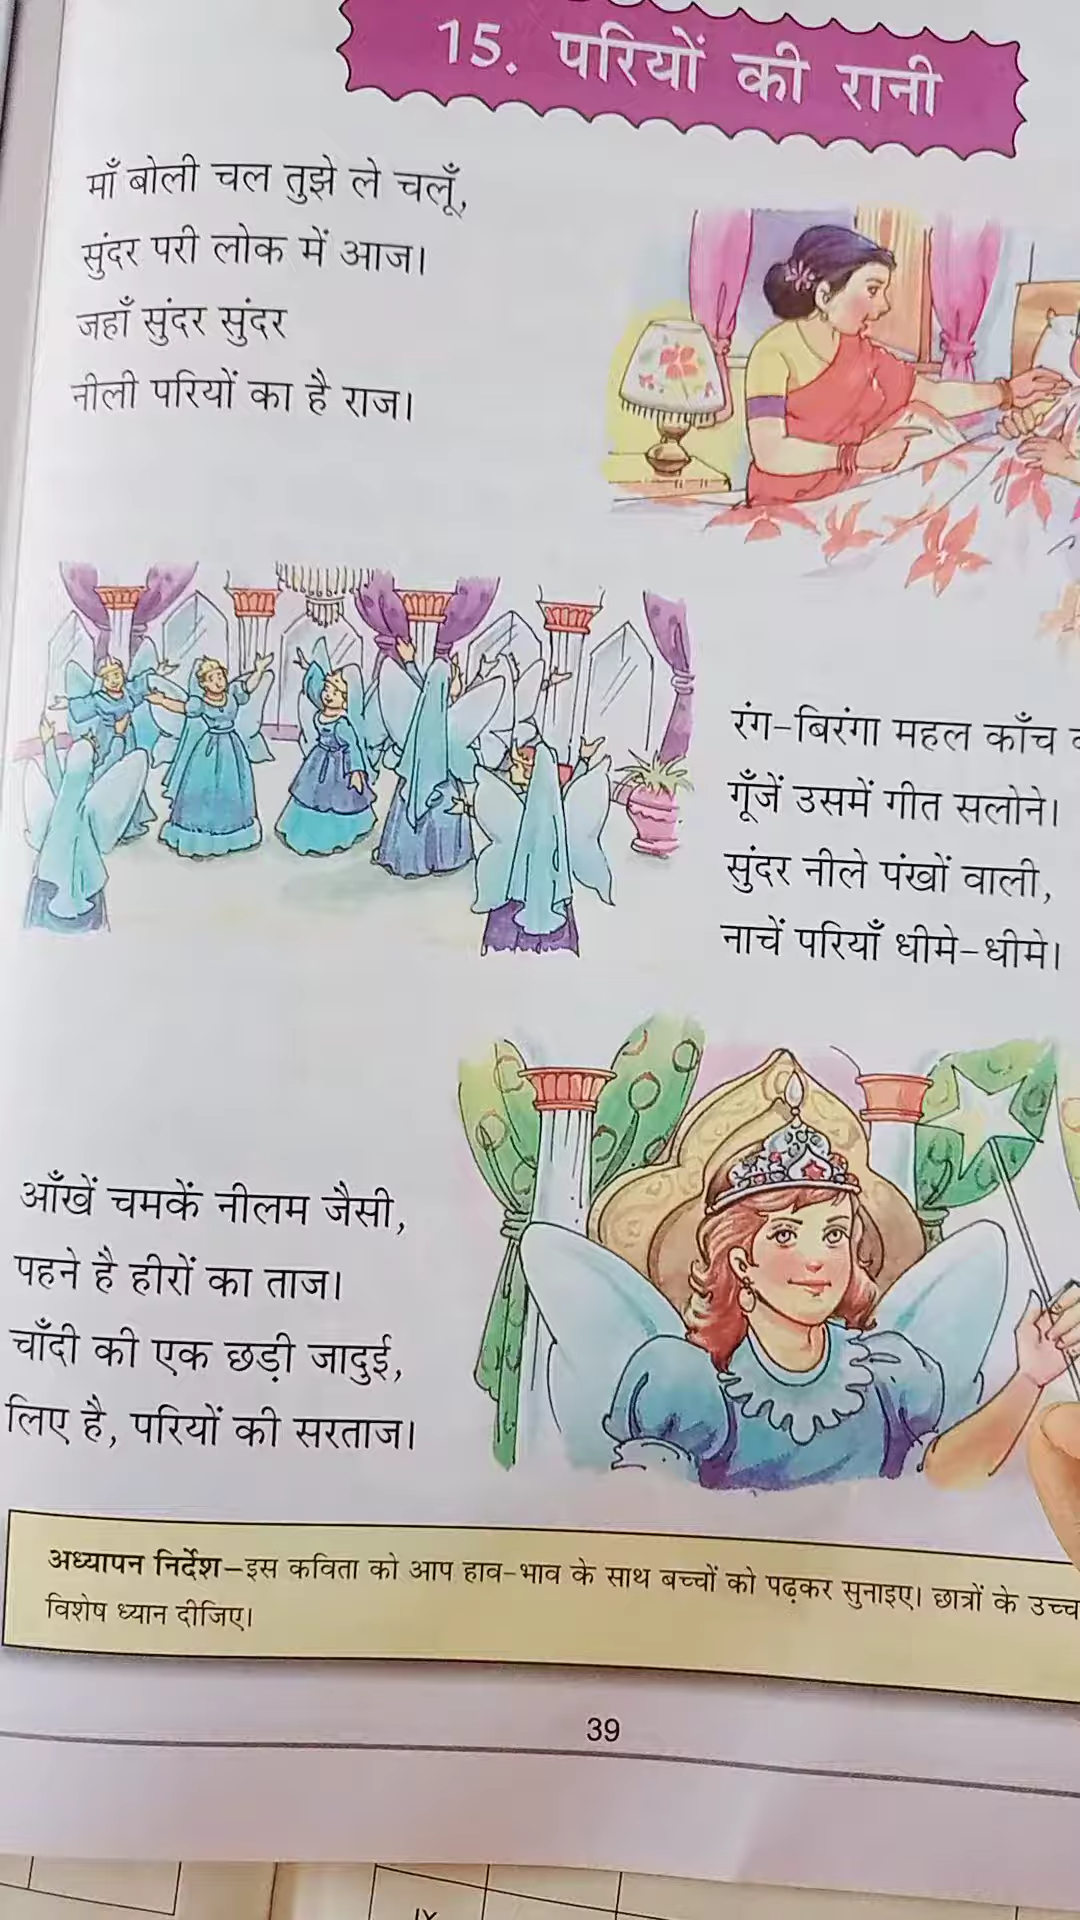 15. परियों की रानी
माँ बोली चल तुझे ले चलूँ,
सुंदर परी लोक में आज।
जहाँ सुंदर सुंदर
नीली परियों का है राज।
रंग-बिरंगा महल काँच
गूँजें उसमें गीत सलोने।
सुंदर नीले पंखों वाली,
नाचें परियाँ धीमे-धीमे।
आँखें चमकें नीलम जैसी,
पहने है हीरों का ताज।
चाँदी की एक छड़ी जादुई,
लिए है, परियों की सरताज।
अध्यापन निर्देश–इस कविता को आप हाव-भाव के साथ बच्चों को पढ़कर सुनाइए। छात्रों के
विशेष ध्यान दीजिए।
39